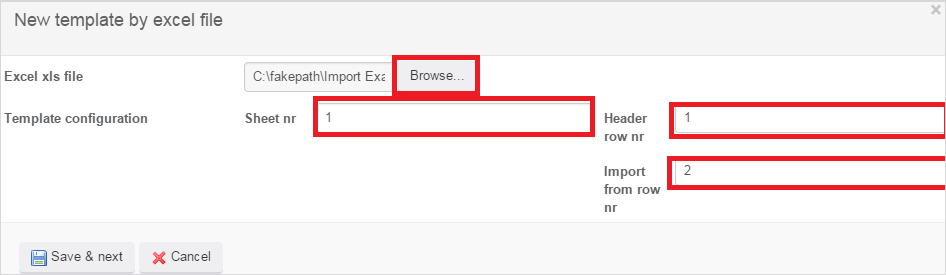 New template by excel file
Excel xls file C:\fakepath\Import Exa Browse...
Template configuration Sheet nr 1 Header row nr 1
Import from row nr 2
Save & next Cancel